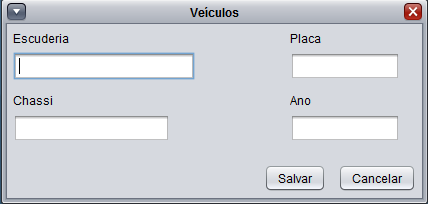 Veículos
Escuderia Placa
Chassi Ano
Salvar Cancelar